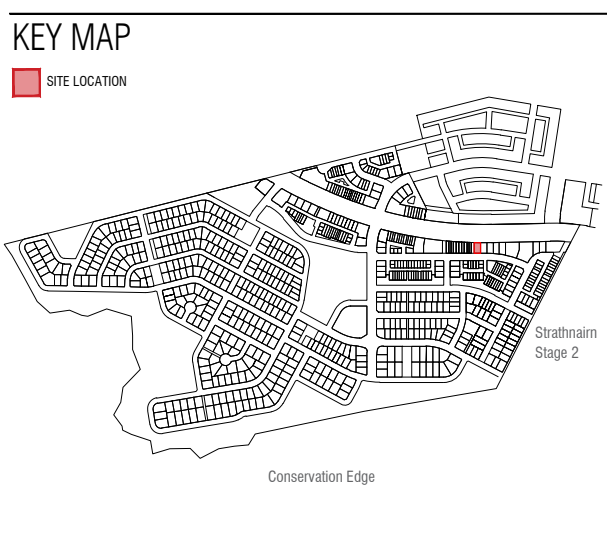 KEY MAP
SITE LOCATION
Strathnairn
Stage 2
Conservation Edge